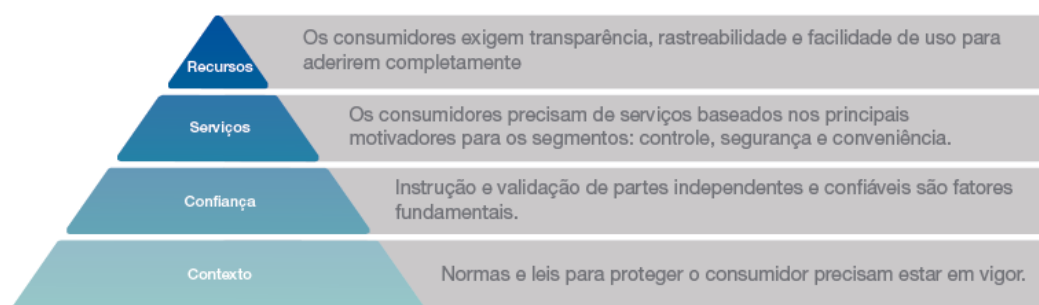 Recursos
Os consumidores exigem transparência, rastreabilidade e facilidade de uso para
aderirem completamente
Serviços
Os consumidores precisam de serviços baseados nos principais
motivadores para os segmentos: controle, segurança e conveniência.
Confiança
Instrução e validação de partes independentes e confiáveis são fatores
fundamentais.
Contexto
Normas e leis para proteger o consumidor precisam estar em vigor.